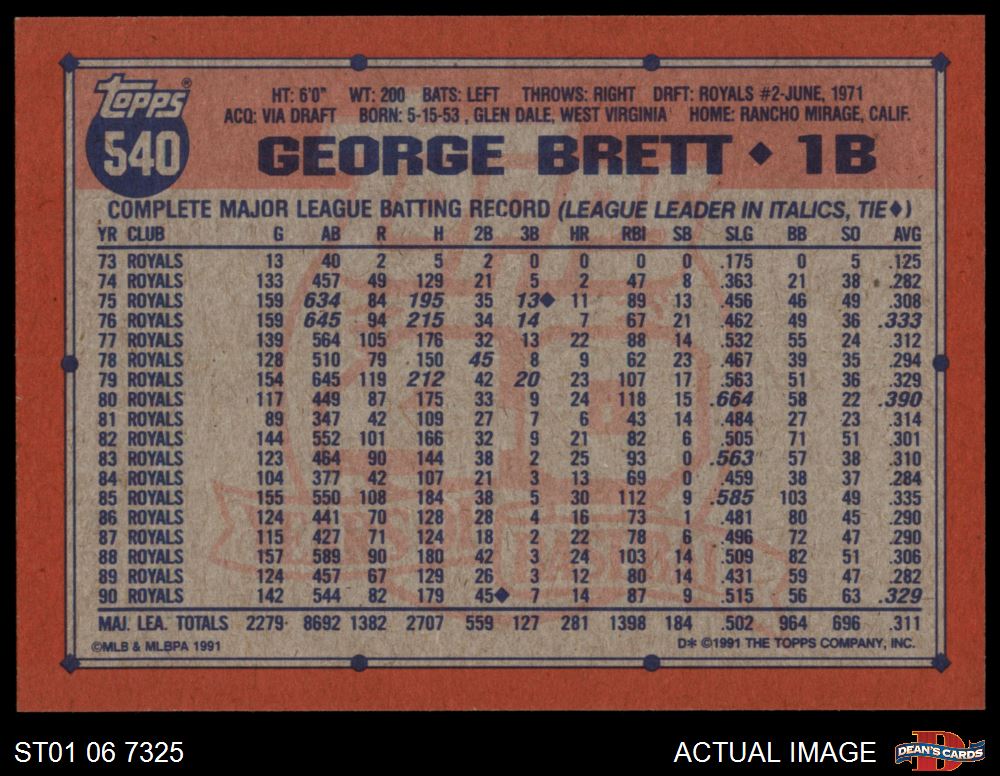 Topps®
540
HT: 6'0" WT: 200 BATS: LEFT THROWS: RIGHT DRFT: ROYALS #2-JUNE, 1971
ACQ: VIA DRAFT BORN: 5-15-53 , GLEN DALE, WEST VIRGINIA HOME: RANCHO MIRAGE, CALIF.
GEORGE BRETT ◆ 1B
COMPLETE MAJOR LEAGUE BATTING RECORD (LEAGUE LEADER IN ITALICS, TIE◆)
YR CLUB G AB R H 2B 3B HR RBI SB SLG BB SO AVG
73 ROYALS 13 40 2 5 2 0 0 0 0 .175 0 5 .125
74 ROYALS 133 457 49 129 21 5 2 47 8 .363 21 38 .282
75 ROYALS 159 634 84 195 35 13◆ 11 89 13 .456 46 49 .308
76 ROYALS 159 645 94 215 34 14 7 67 21 .462 49 36 .333
77 ROYALS 139 564 105 176 32 13 22 88 14 .532 55 24 .312
78 ROYALS 128 510 79 150 45 8 9 62 23 .467 39 35 .294
79 ROYALS 154 645 119 212 42 20 23 107 17 .563 51 36 .329
80 ROYALS 117 449 87 175 33 9 24 118 15 .664 58 22 .390
81 ROYALS 89 347 42 109 27 7 6 43 14 .484 27 23 .314
82 ROYALS 144 552 101 166 32 9 21 82 6 .505 71 51 .301
83 ROYALS 123 464 90 144 38 2 25 93 0 .563 57 38 .310
84 ROYALS 104 377 42 107 21 3 13 69 0 .459 37 37 .284
85 ROYALS 155 550 108 184 38 5 30 112 9 .585 103 49 .335
86 ROYALS 124 441 70 128 28 4 16 73 1 .481 80 45 .290
87 ROYALS 115 427 71 124 18 2 22 78 6 .496 72 47 .290
88 ROYALS 157 589 90 180 42 3 24 103 14 .509 82 51 .306
89 ROYALS 124 457 67 129 26 3 12 80 14 .431 59 47 .282
90 ROYALS 142 544 82 179 45◆ 7 14 87 9 .515 56 63 .329
MAJ. LEA. TOTALS 2279 8692 1382 2707 559 127 281 1398 184 .502 964 696 .311
©MLB & MLBPA 1991 D* ©1991 THE TOPPS COMPANY, INC.
ST01 06 7325 ACTUAL IMAGE DEAN'S CARDS